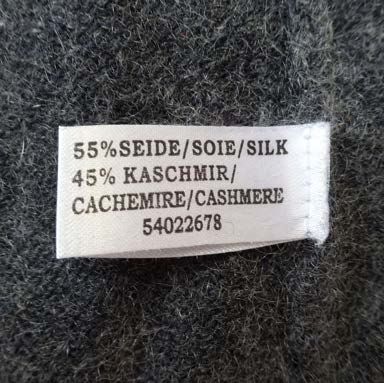 55%SEIDE/SOIE/SILK
45% KASCHMIR/
CACHEMIRE/CASHMERE
54022678